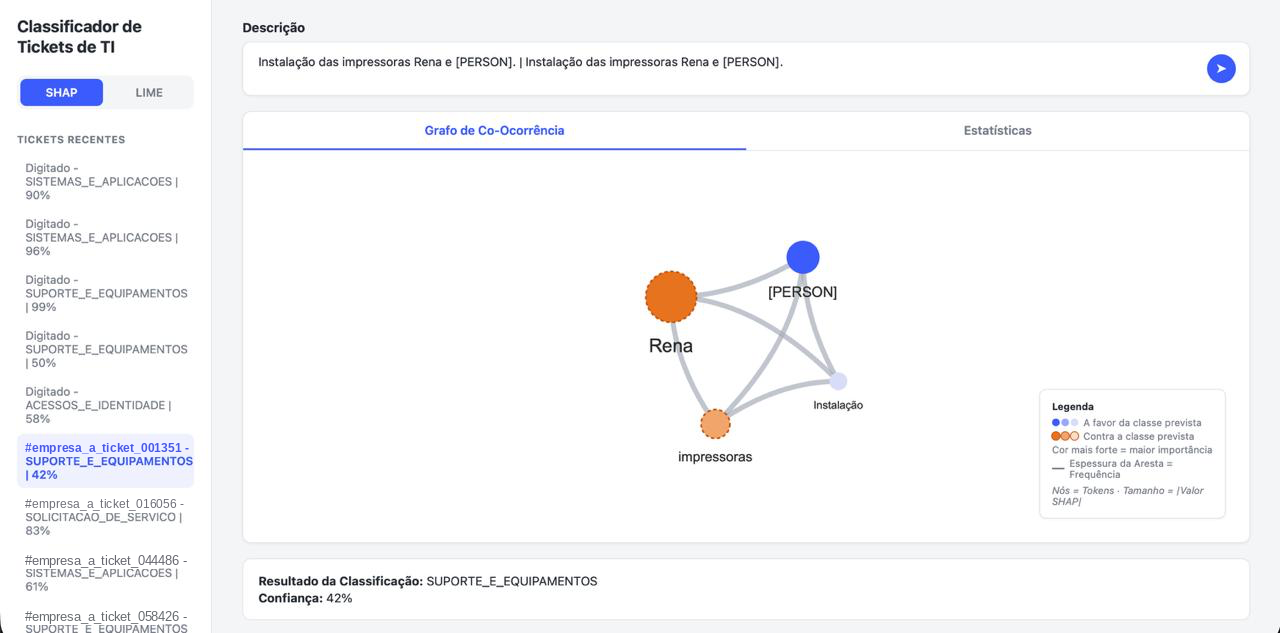 Classificador de
Tickets de TI
SHAP
LIME
TICKETS RECENTES
Digitado -
SISTEMAS_E_APLICACOES |
90%
Digitado -
SISTEMAS_E_APLICACOES |
96%
Digitado -
SUPORTE_E_EQUIPAMENTOS
| 99%
Digitado -
SUPORTE_E_EQUIPAMENTOS
| 50%
Digitado -
ACESSOS_E_IDENTIDADE |
58%
#empresa_a_ticket_001351 -
SUPORTE_E_EQUIPAMENTOS
| 42%
#empresa_a_ticket_016056 -
SOLICITACAO_DE_SERVICO |
83%
#empresa_a_ticket_044486 -
SISTEMAS_E_APLICACOES |
61%
#empresa_a_ticket_058426 -
SUPORTE_E_EQUIPAMENTOS
Descrição
Instalação das impressoras Rena e [PERSON]. | Instalação das impressoras Rena e [PERSON].
Grafo de Co-Ocorrência
Estatísticas
[PERSON]
Rena
Instalação
impressoras
Legenda
A favor da classe prevista
Contra a classe prevista
Cor mais forte = maior importância
Espessura da Aresta =
Frequência
Nós = Tokens · Tamanho = |Valor
SHAP|
Resultado da Classificação: SUPORTE_E_EQUIPAMENTOS
Confiança: 42%